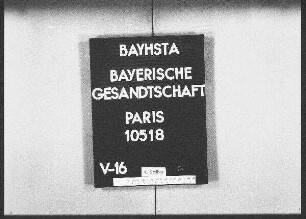 BAYHSTA
BAYERISCHE
GESANDTSCHAFT
PARIS
10518
V-16